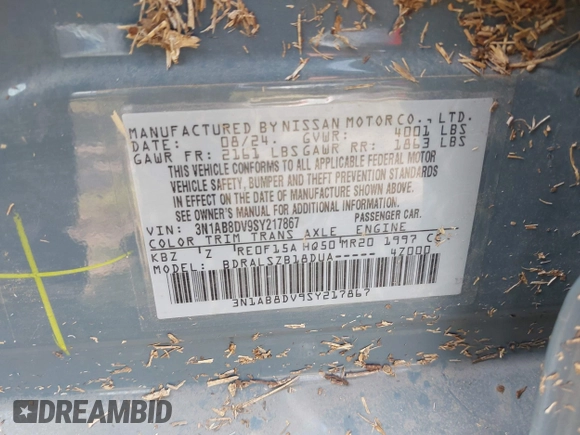 MANUFACTURED BY NISSAN MOTOR CO., LTD.
DATE: 08/24. GVWR: 4001 LBS
GAWR FR: 2161 LBS GAWR RR: 1863 LBS
THIS VEHICLE CONFORMS TO ALL APPLICABLE FEDERAL MOTOR
VEHICLE SAFETY, BUMPER AND THEFT PREVENTION STANDARDS
IN EFFECT ON THE DATE OF MANUFACTURE SHOWN ABOVE.
SEE OWNER'S MANUAL FOR ADDITIONAL INFORMATION.
VIN: 3N1AB8DV9SY217867 PASSENGER CAR.
COLOR TRIM TRANS AXLE ENGINE
KBZ Z RE0F15A HQ50 MR20 1997 CC.
MODEL: BDRALSZB18DUA----- 47000
3N1AB8DV9SY217867
DREAMBID